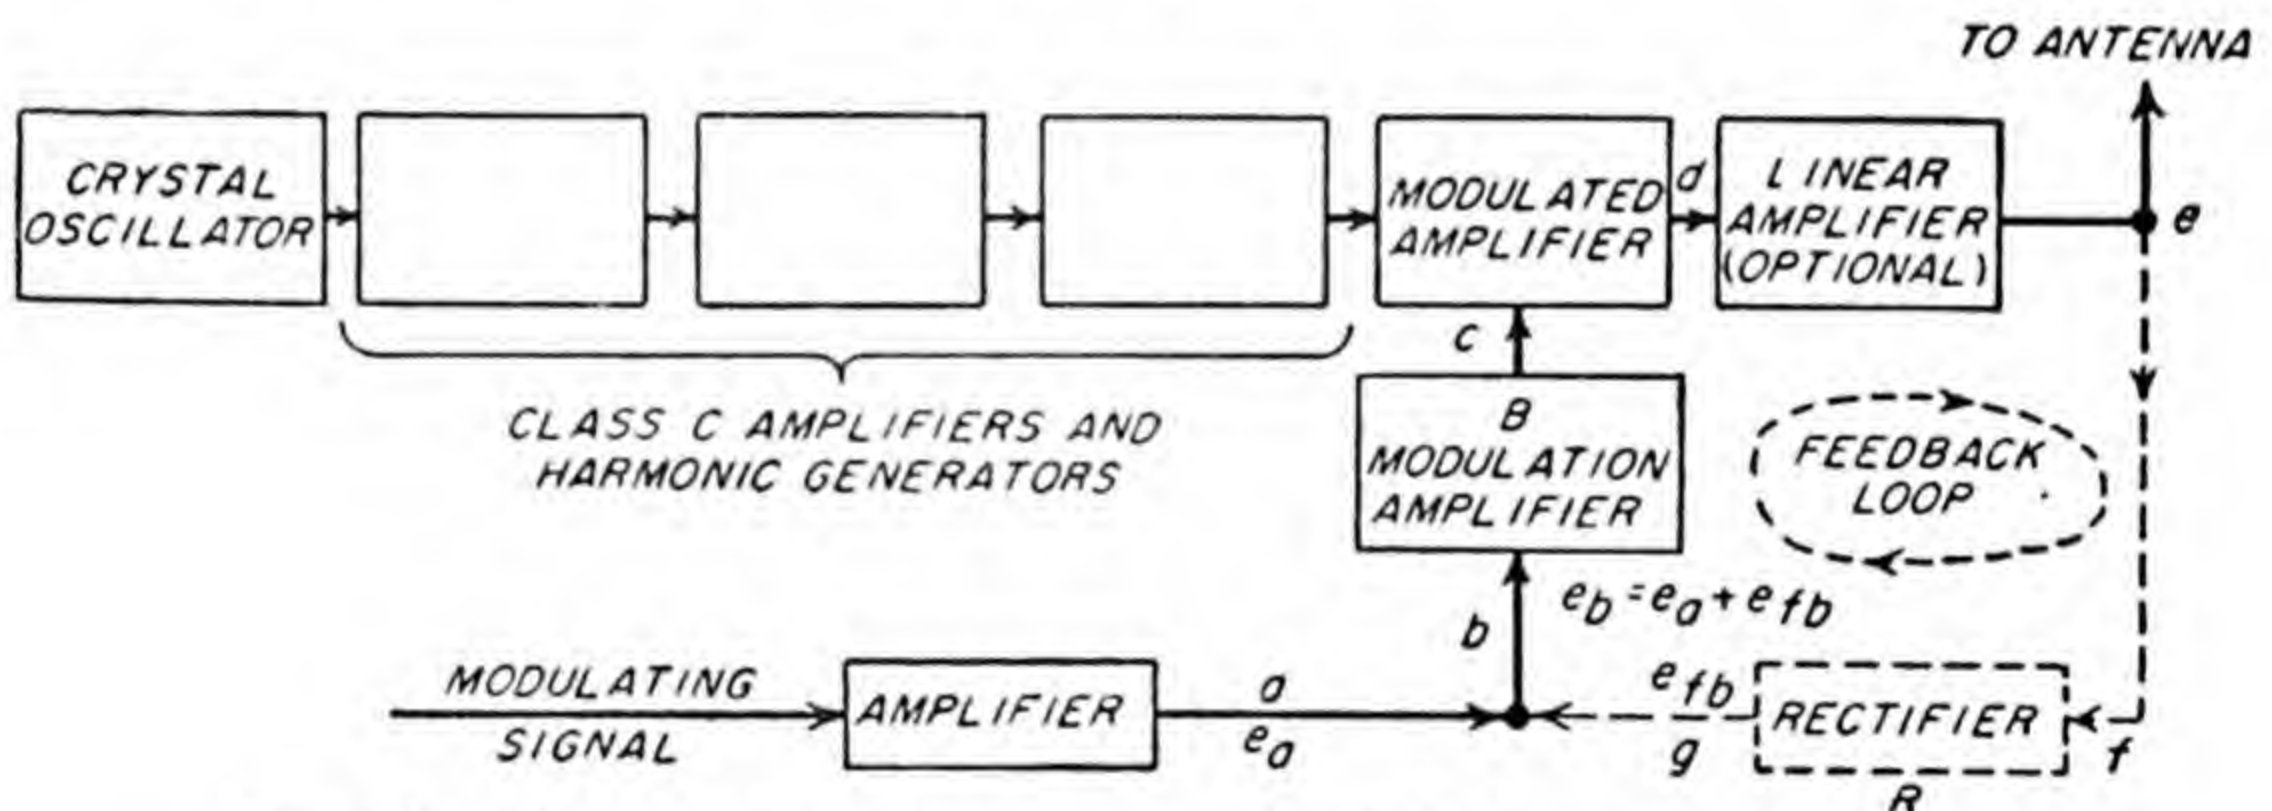 TO ANTENNA
CRYSTAL
OSCILLATOR
MODULATED
AMPLIFIER
d
LINEAR
AMPLIFIER
(OPTIONAL)
e
c
CLASS C AMPLIFIERS AND
HARMONIC GENERATORS
B
MODULATION
AMPLIFIER
FEEDBACK
LOOP
b
eb=ea+efb
MODULATING
SIGNAL
AMPLIFIER
a
ea
efb
g
RECTIFIER
f
R